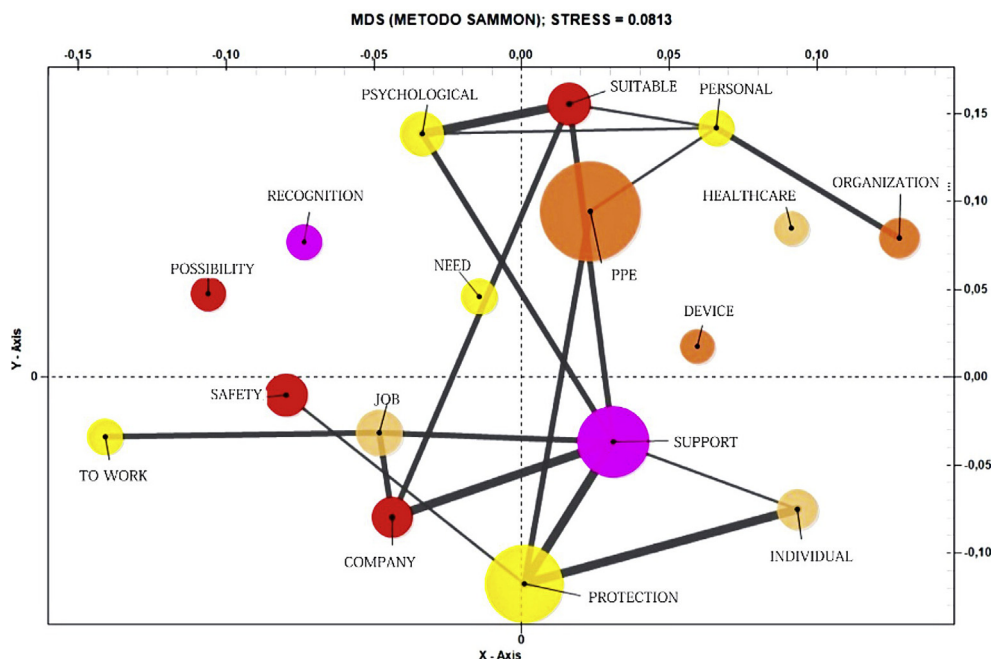 MDS (METODO SAMMON); STRESS = 0.0813
-0,15 -0,10 -0,05 0,00 0,05 0,10
SUITABLE
PERSONAL
PSYCHOLOGICAL
0,15
ORGANIZATION
HEALTHCARE
RECOGNITION
0,10
POSSIBILITY
NEED
PPE
0,05
DEVICE
Y - Axis
0
0,00
SAFETY
JOB
SUPPORT
TO WORK
-0,05
COMPANY
INDIVIDUAL
-0,10
PROTECTION
0
X - Axis